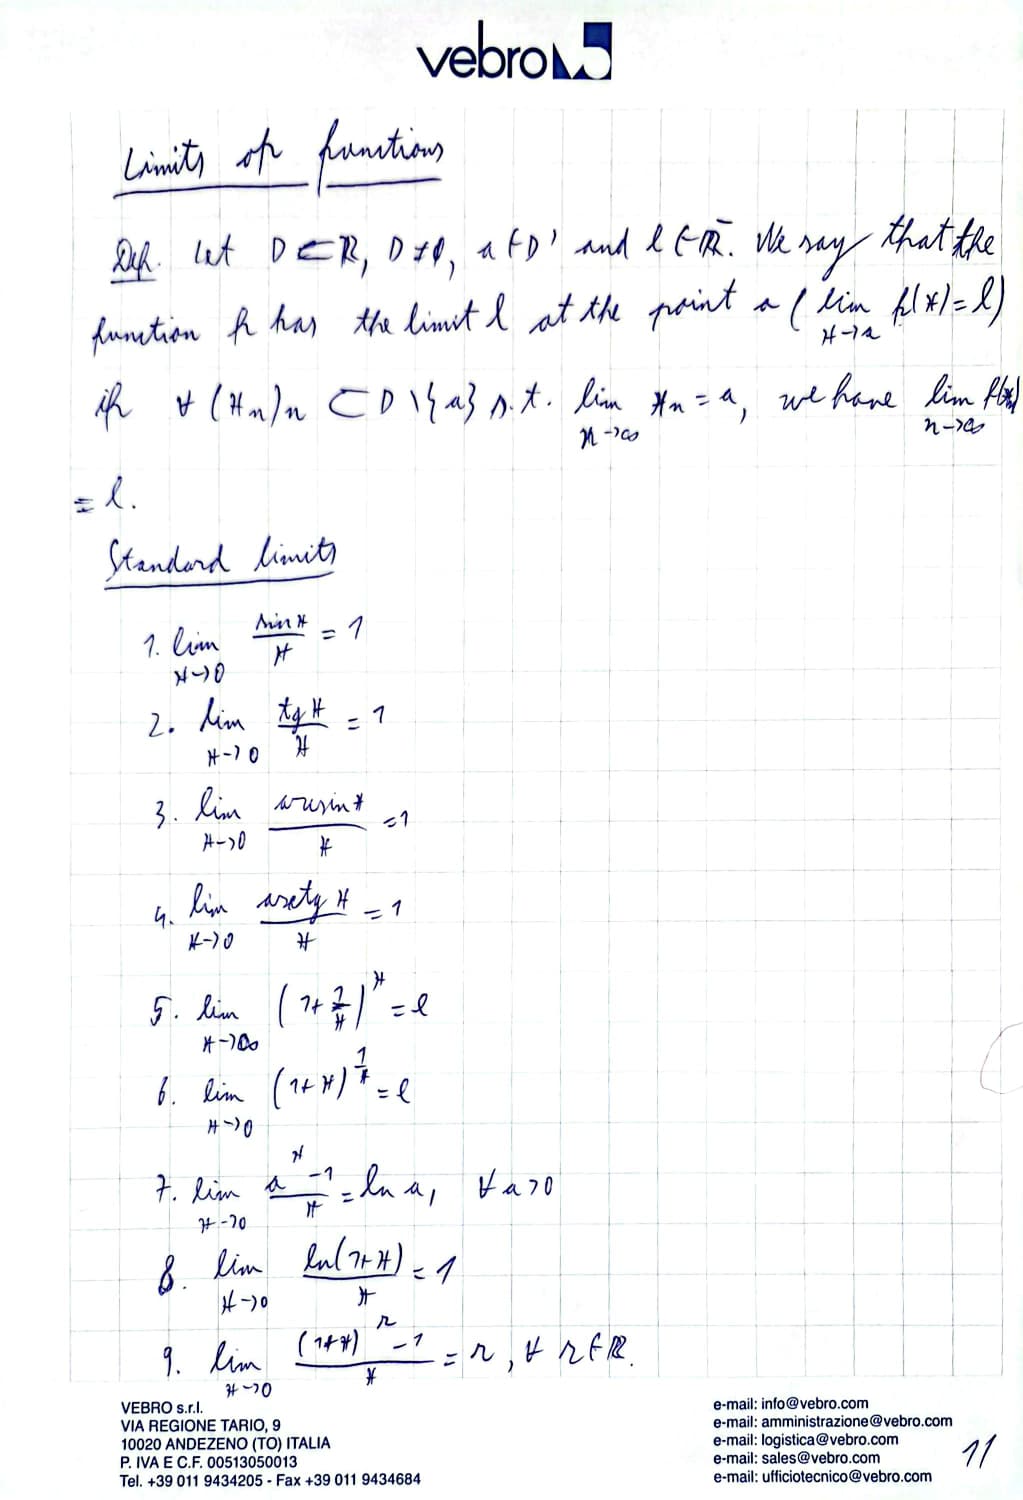 vebro
Limits of functions
Def. Let D ⊂ ℝ, D ≠ ∅, a ∈ D' and l ∈ ℝ̄. We say that the
function f has the limit l at the point a ( lim x→a f(x) = l)
if ∀ (xn)n ⊂ D \ {a} s.t. lim n→∞ xn = a, we have lim n→∞ f(xn)
= l.
Standard limits
1. lim x→0 sin x / x = 1
2. lim x→0 tg x / x = 1
3. lim x→0 arcsin x / x = 1
4. lim x→0 arctg x / x = 1
5. lim x→∞ (1 + 1/x)^x = e
6. lim x→0 (1 + x)^(1/x) = e
7. lim x→0 (a^x - 1) / x = ln a, ∀ a > 0
8. lim x→0 ln(1 + x) / x = 1
9. lim x→0 ((1 + x)^r - 1) / x = r, ∀ r ∈ ℝ.
VEBRO s.r.l.
VIA REGIONE TARIO, 9
10020 ANDEZENO (TO) ITALIA
P. IVA E C.F. 00513050013
Tel. +39 011 9434205 - Fax +39 011 9434684
e-mail: info@vebro.com
e-mail: amministrazione@vebro.com
e-mail: logistica@vebro.com
e-mail: sales@vebro.com
e-mail: ufficiotecnico@vebro.com
11